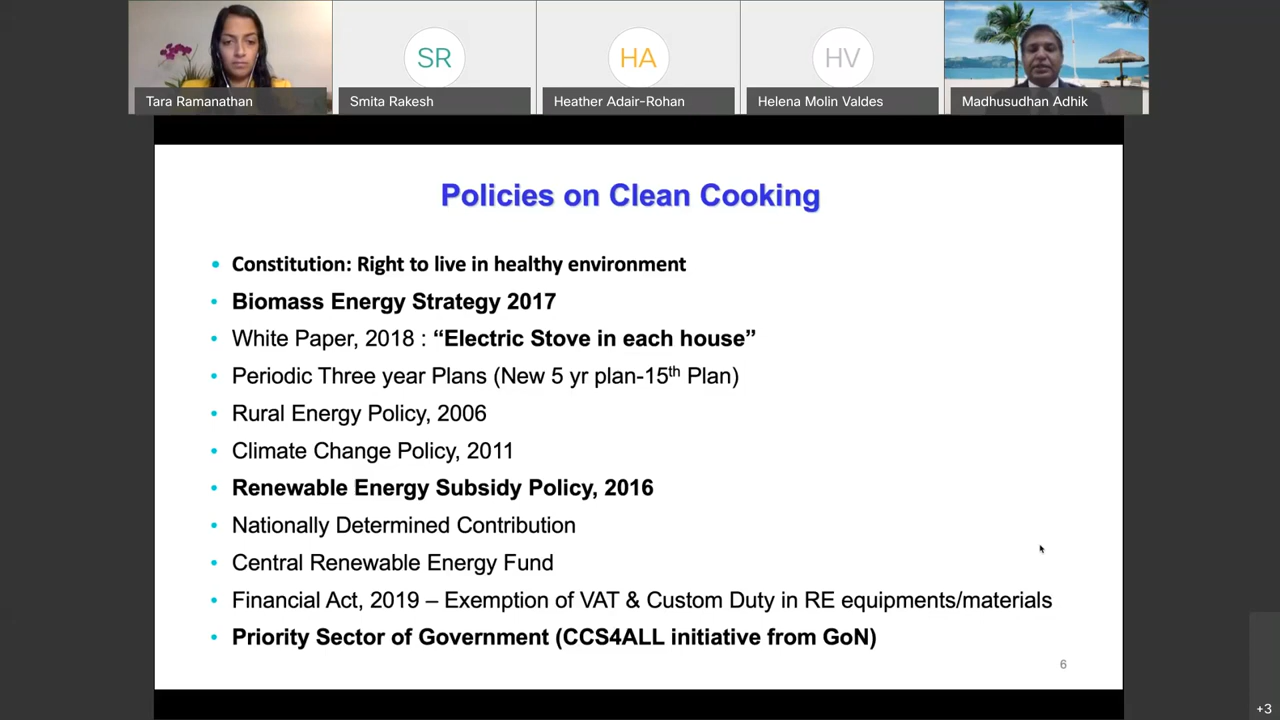 SR
HA
HV
Tara Ramanathan
Smita Rakesh
Heather Adair-Rohan
Helena Molin Valdes
Madhusudhan Adhik
Policies on Clean Cooking
• Constitution: Right to live in healthy environment
• Biomass Energy Strategy 2017
• White Paper, 2018 : “Electric Stove in each house”
• Periodic Three year Plans (New 5 yr plan-15th Plan)
• Rural Energy Policy, 2006
• Climate Change Policy, 2011
• Renewable Energy Subsidy Policy, 2016
• Nationally Determined Contribution
• Central Renewable Energy Fund
• Financial Act, 2019 – Exemption of VAT & Custom Duty in RE equipments/materials
• Priority Sector of Government (CCS4ALL initiative from GoN)
6
+3